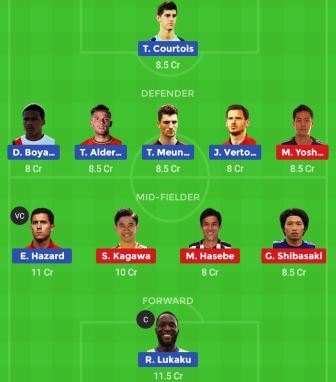 T. Courtois
8.5 Cr
DEFENDER
D. Boya... T. Alder... T. Meun... J. Verto... M. Yosh...
8 Cr 8.5 Cr 8.5 Cr 8 Cr 8.5 Cr
MID-FIELDER
VC
E. Hazard S. Kagawa M. Hasebe G. Shibasaki
11 Cr 10 Cr 8 Cr 8.5 Cr
FORWARD
C
R. Lukaku
11.5 Cr